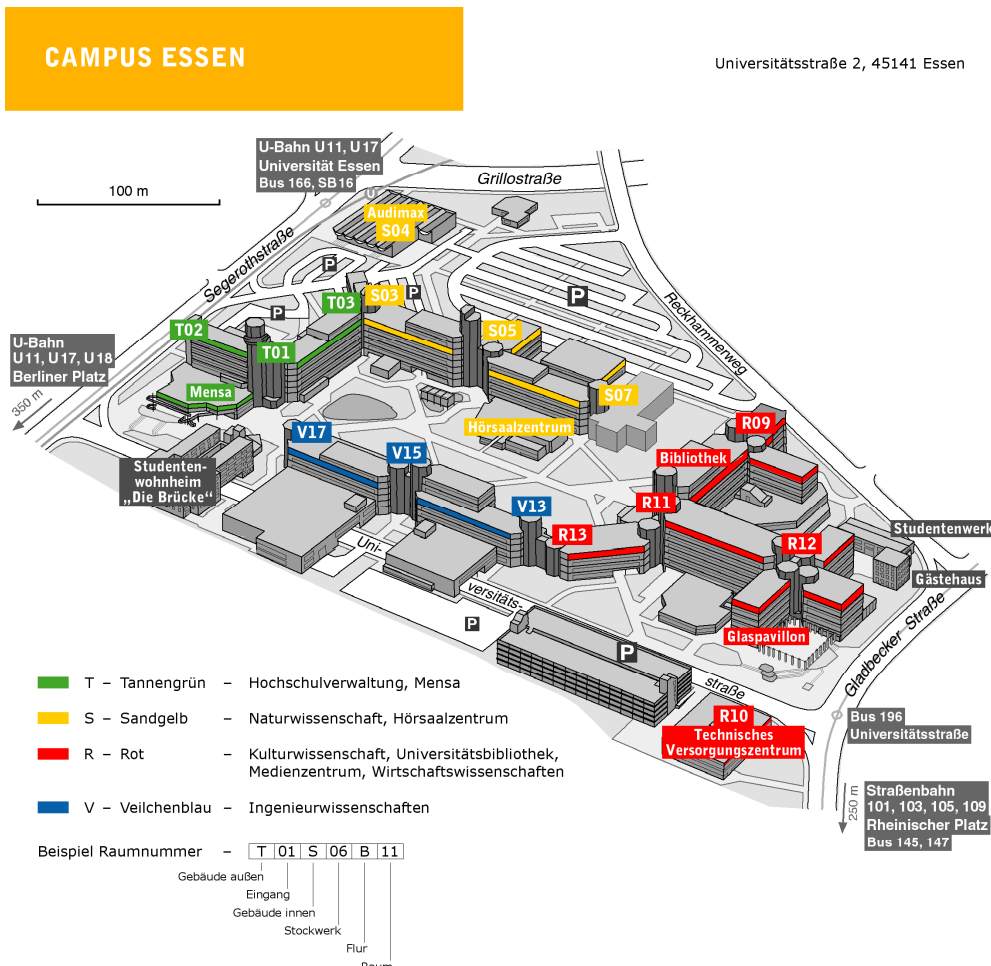 CAMPUS ESSEN
Universitätsstraße 2, 45141 Essen
U-Bahn U11, U17
Universität Essen
Bus 166, SB16
100 m
Grillostraße
U
Audimax
S04
Segerothstraße
P
P
P
P
T03
S03
Reckhammerweg
T02
T01
S05
U-Bahn
U11, U17, U18
Berliner Platz
350 m
Mensa
S07
Hörsaalzentrum
V17
V15
R09
Bibliothek
Studenten-
wohnheim
„Die Brücke“
R11
V13
R13
R12
Studentenwerk
Uni-
Gästehaus
versitäts-
P
P
Glaspavillon
Gladbecker Straße
straße
R10
Technisches
Versorgungszentrum
Bus 196
Universitätsstraße
250 m
Straßenbahn
101, 103, 105, 109
Rheinischer Platz
Bus 145, 147
T – Tannengrün – Hochschulverwaltung, Mensa
S – Sandgelb – Naturwissenschaft, Hörsaalzentrum
R – Rot – Kulturwissenschaft, Universitätsbibliothek,
Medienzentrum, Wirtschaftswissenschaften
V – Veilchenblau – Ingenieurwissenschaften
Beispiel Raumnummer – T 01 S 06 B 11
Gebäude außen
Eingang
Gebäude innen
Stockwerk
Flur
Raum